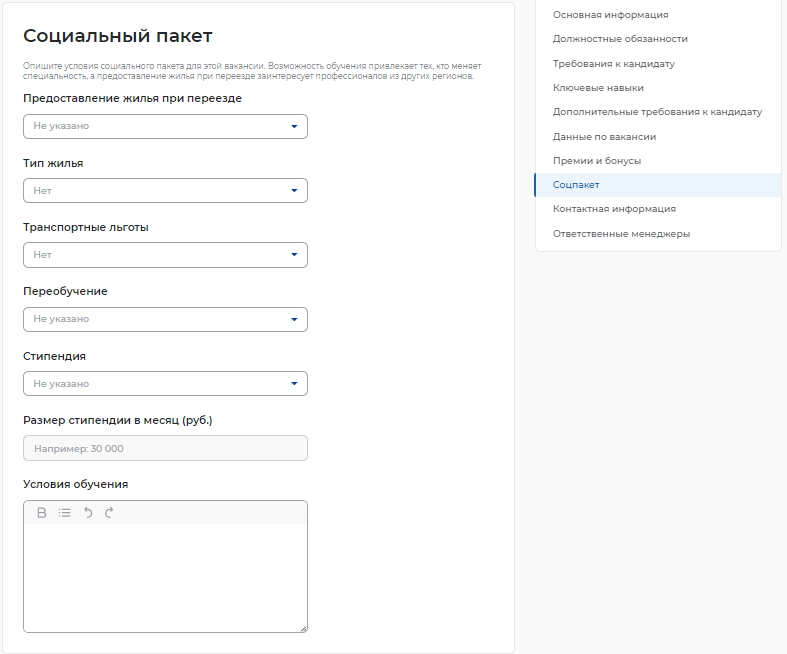 Социальный пакет
Опишите условия социального пакета для этой вакансии. Возможность обучения привлекает тех, кто меняет
специальность, а предоставление жилья при переезде заинтересует профессионалов из других регионов.
Предоставление жилья при переезде
Не указано
Тип жилья
Нет
Транспортные льготы
Нет
Переобучение
Не указано
Стипендия
Не указано
Размер стипендии в месяц (руб.)
Например: 30 000
Условия обучения
B
Основная информация
Должностные обязанности
Требования к кандидату
Ключевые навыки
Дополнительные требования к кандидату
Данные по вакансии
Премии и бонусы
Соцпакет
Контактная информация
Ответственные менеджеры